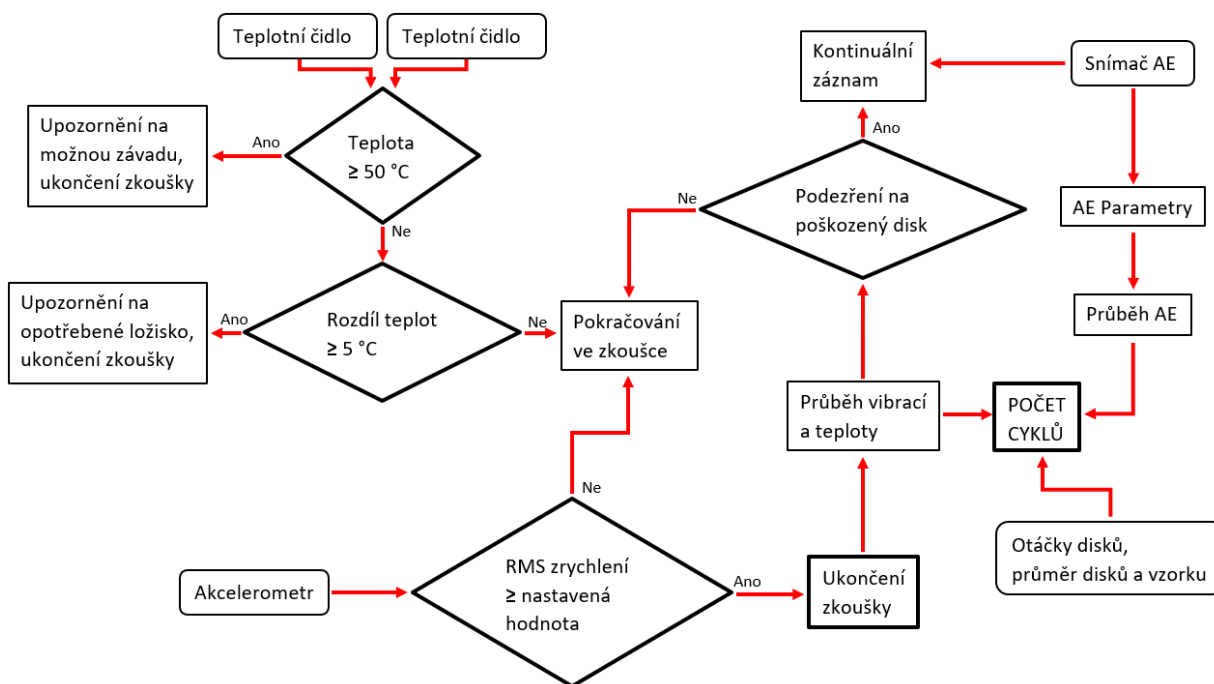 Teplotní čidlo
Teplotní čidlo
Kontinuální
záznam
Snímač AE
Upozornění na
možnou závadu,
ukončení zkoušky
Ano
Teplota
≥ 50 °C
Ne
Ano
Podezření na
poškozený disk
Ne
AE Parametry
Upozornění na
opotřebené ložisko,
ukončení zkoušky
Ano
Rozdíl teplot
≥ 5 °C
Ne
Pokračování
ve zkoušce
Průběh AE
Průběh vibrací
a teploty
POČET
CYKLŮ
Ne
Akcelerometr
RMS zrychlení
≥ nastavená
hodnota
Ano
Ukončení
zkoušky
Otáčky disků,
průměr disků a vzorku